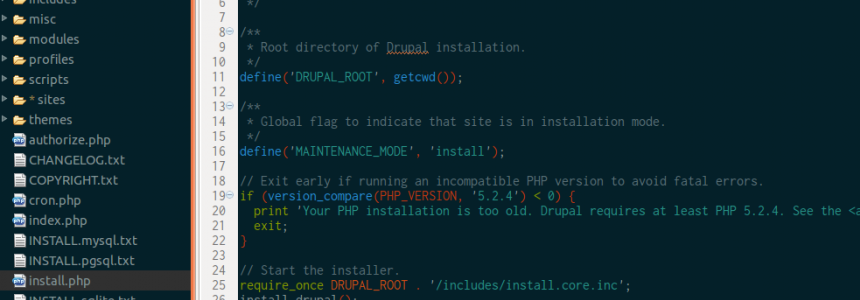 includes
misc
modules
profiles
scripts
* sites
themes
authorize.php
CHANGELOG.txt
COPYRIGHT.txt
cron.php
index.php
INSTALL.mysql.txt
INSTALL.pgsql.txt
install.php
INSTALL.sqlite.txt
6 */
7
8 /**
9 * Root directory of Drupal installation.
10 */
11 define('DRUPAL_ROOT', getcwd());
12
13 /**
14 * Global flag to indicate that site is in installation mode.
15 */
16 define('MAINTENANCE_MODE', 'install');
17
18 // Exit early if running an incompatible PHP version to avoid fatal errors.
19 if (version_compare(PHP_VERSION, '5.2.4') < 0) {
20 print 'Your PHP installation is too old. Drupal requires at least PHP 5.2.4. See the <a
21 exit;
22 }
23
24 // Start the installer.
25 require_once DRUPAL_ROOT . '/includes/install.core.inc';
26 install_drupal();